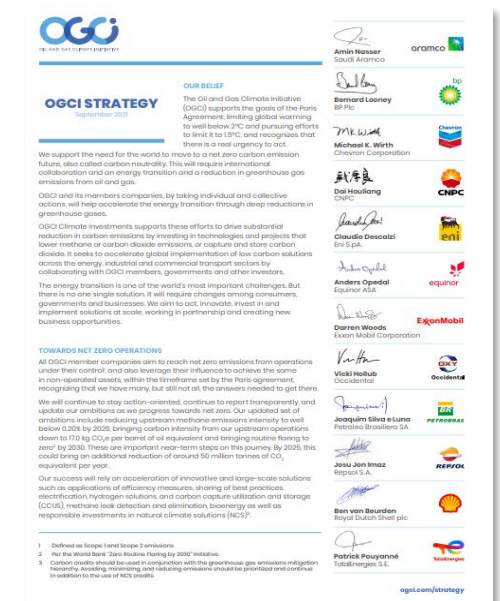 OGCI
OIL AND GAS CLIMATE INITIATIVE
OGCI STRATEGY
September 2021
OUR BELIEF
The Oil and Gas Climate Initiative
(OGCI) supports the goals of the Paris
Agreement, limiting global warming
to well below 2°C and pursuing efforts
to limit it to 1.5°C, and recognizes that
there is a real urgency to act.
We support the need for the world to move to a net zero carbon emission
future, also called carbon neutrality. This will require international
collaboration and an energy transition and a reduction in greenhouse gas
emissions from oil and gas.
OGCI and its members companies, by taking individual and collective
actions, will help accelerate the energy transition through deep reductions in
greenhouse gases.
OGCI Climate Investments supports these efforts to drive substantial
reduction in carbon emissions by investing in technologies and projects that
lower methane or carbon dioxide emissions, or capture and store carbon
dioxide. It seeks to accelerate global implementation of low carbon solutions
across the energy, industrial and commercial transport sectors by
collaborating with OGCI members, governments and other investors.
The energy transition is one of the world's most important challenges. But
there is no one single solution. It will require changes among consumers,
governments and businesses. We aim to act, innovate, invest in and
implement solutions at scale, working in partnership and creating new
business opportunities.
TOWARDS NET ZERO OPERATIONS
All OGCI member companies aim to reach net zero emissions from operations
under their control, and also leverage their influence to achieve the same
in non-operated assets, within the timeframe set by the Paris agreement,
recognizing that we have many, but still not all, the answers needed to get there.
We will continue to stay action-oriented, continue to report transparently, and
update our ambitions as we progress towards net zero. Our updated set of
ambitions include reducing upstream methane emissions intensity to well
below 0.20% by 2025, bringing carbon intensity from our upstream operations
down to 17.0 kg CO₂e per barrel of oil equivalent and bringing routine flaring to
zero² by 2030. These are important near-term steps on this journey. By 2025, this
could bring an additional reduction of around 50 million tonnes of CO₂
equivalent per year.
Our success will rely on acceleration of innovative and large-scale solutions
such as applications of efficiency measures, sharing of best practices,
electrification, hydrogen solutions, and carbon capture utilization and storage
(CCUS), methane leak detection and elimination, bioenergy as well as
responsible investments in natural climate solutions (NCS)³.
1 Defined as Scope 1 and Scope 2 emissions
2 Per the World Bank "Zero Routine Flaring by 2030" Initiative.
3 Carbon credits should be used in conjunction with the greenhouse gas emissions mitigation
hierarchy. Avoiding, minimizing, and reducing emissions should be prioritized and continue
in addition to the use of NCS credits.
Amin Nasser
Saudi Aramco
aramco
Bernard Looney
BP Plc
bp
Michael K. Wirth
Chevron Corporation
Chevron
Dai Houliang
CNPC
CNPC
Claudio Descalzi
Eni S.p.A.
eni
Anders Opedal
Equinor ASA
equinor
Darren Woods
Exxon Mobil Corporation
ExxonMobil
Vicki Hollub
Occidental
OXY
Occidental
Joaquim Silva e Luna
Petroleo Brasiliero SA
BR
PETROBRAS
Josu Jon Imaz
Repsol S.A.
REPSOL
Ben van Beurden
Royal Dutch Shell plc
Patrick Pouyanné
TotalEnergies S.E.
TotalEnergies
ogci.com/strategy